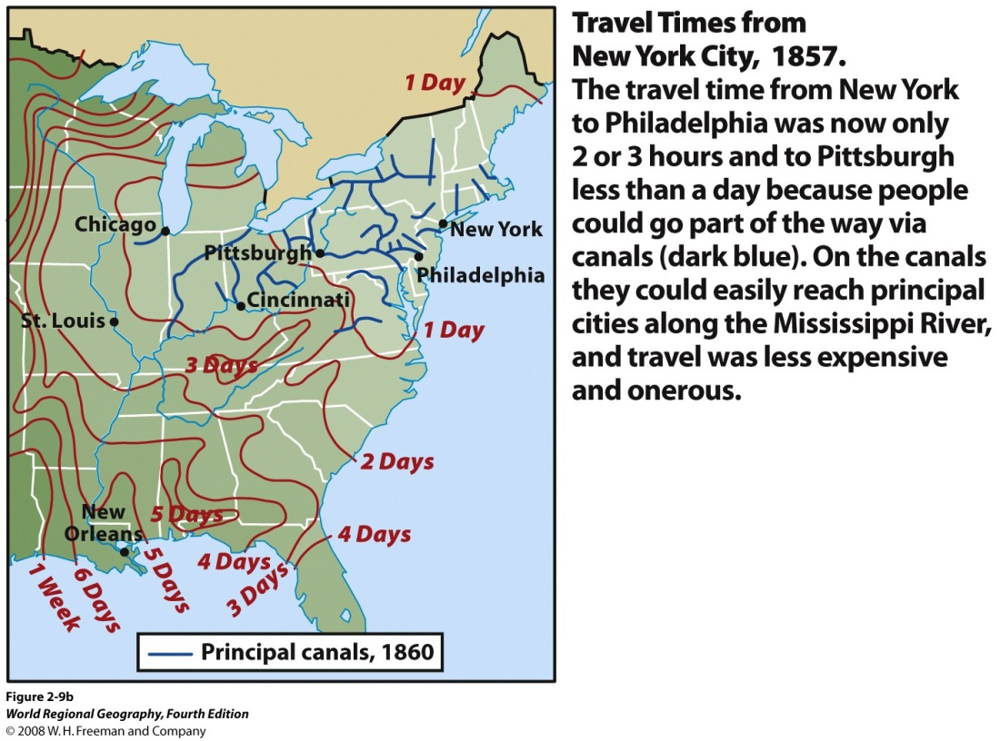 Travel Times from
New York City, 1857.
The travel time from New York
to Philadelphia was now only
2 or 3 hours and to Pittsburgh
less than a day because people
could go part of the way via
canals (dark blue). On the canals
they could easily reach principal
cities along the Mississippi River,
and travel was less expensive
and onerous.
1 Day
Chicago
New York
Pittsburgh
Philadelphia
Cincinnati
St. Louis
1 Day
3 Days
2 Days
New
Orleans
5 Days
4 Days
4 Days
3 Days
5 Days
6 Days
1 Week
Principal canals, 1860
Figure 2-9b
World Regional Geography, Fourth Edition
© 2008 W. H. Freeman and Company